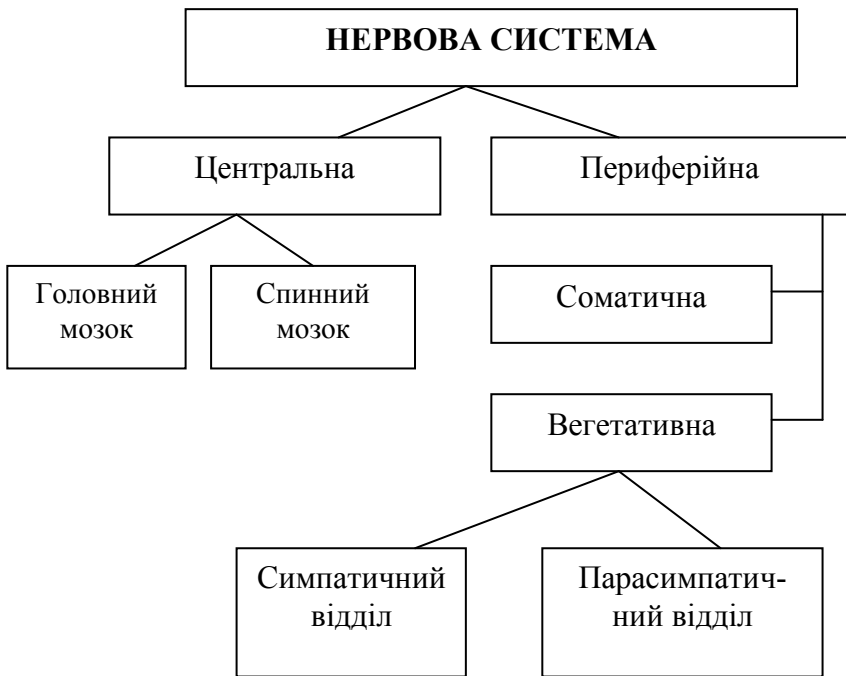 НЕРВОВА СИСТЕМА
Центральна
Периферійна
Головний
мозок
Спинний
мозок
Соматична
Вегетативна
Симпатичний
відділ
Парасимпатич-
ний відділ